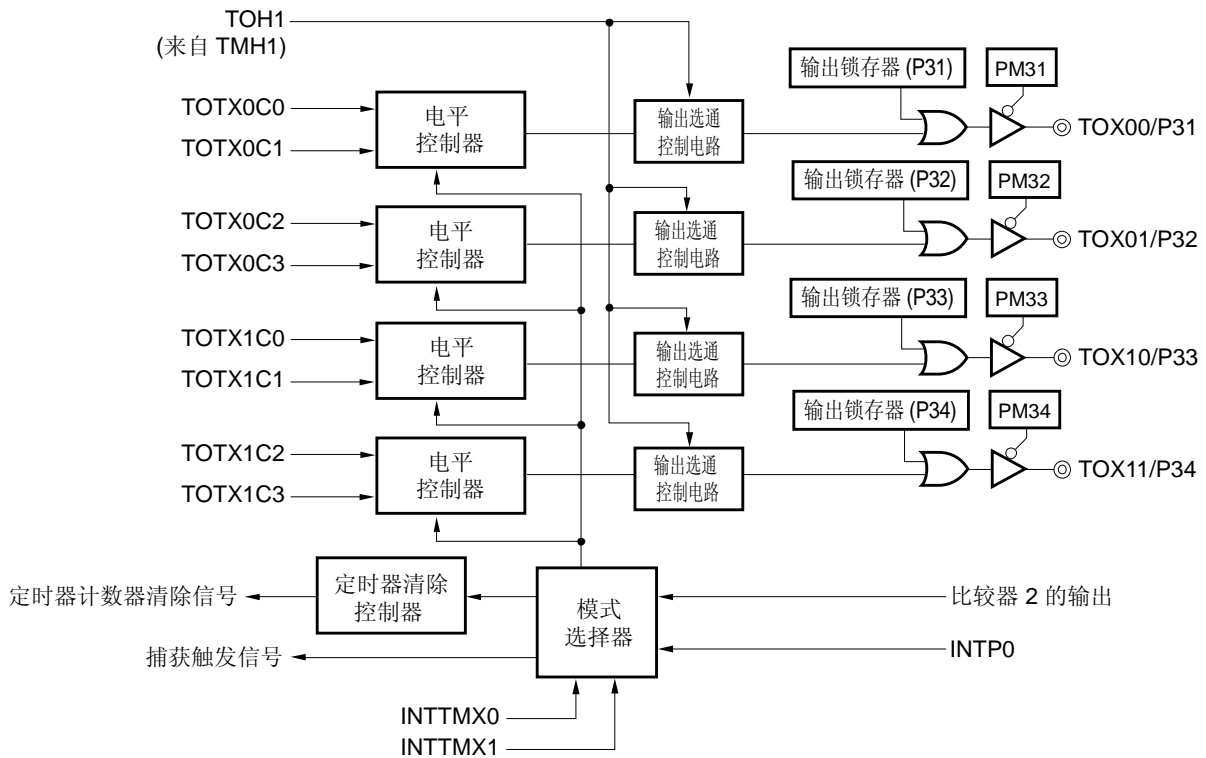 TOH1
(来自 TMH1)
输出锁存器 (P31)
PM31
TOTX0C0
TOTX0C1
电平
控制器
输出选通
控制电路
TOX00/P31
输出锁存器 (P32)
PM32
TOTX0C2
TOTX0C3
电平
控制器
输出选通
控制电路
TOX01/P32
输出锁存器 (P33)
PM33
TOTX1C0
TOTX1C1
电平
控制器
输出选通
控制电路
TOX10/P33
输出锁存器 (P34)
PM34
TOTX1C2
TOTX1C3
电平
控制器
输出选通
控制电路
TOX11/P34
定时器计数器清除信号
定时器清除
控制器
模式
选择器
比较器 2 的输出
捕获触发信号
INTP0
INTTMX0
INTTMX1